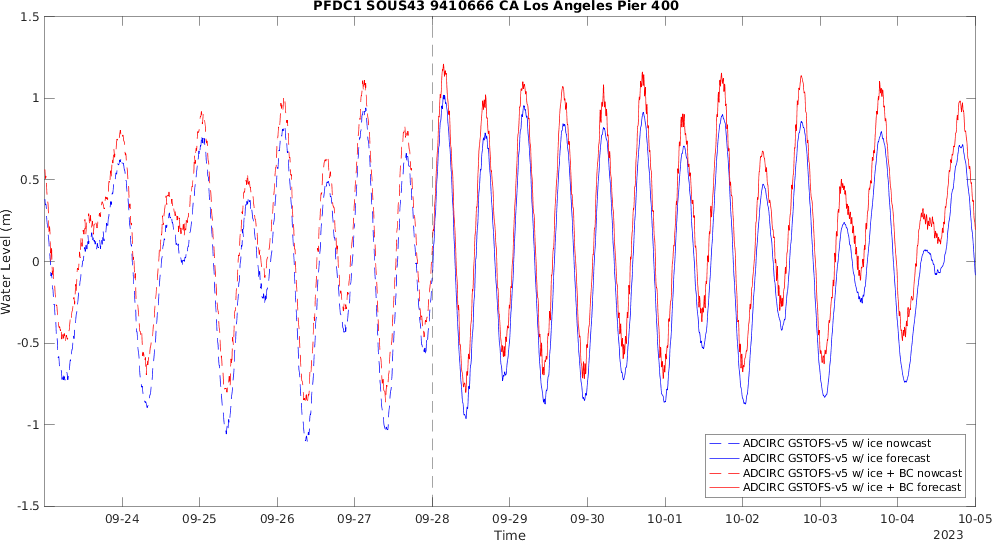 PFDC1 SOUS43 9410666 CA Los Angeles Pier 400
1.5
1
0.5
0
-0.5
-1
-1.5
Water Level (m)
09-24 09-25 09-26 09-27 09-28 09-29 09-30 10-01 10-02 10-03 10-04 10-05
Time
2023
ADCIRC GSTOFS-v5 w/ ice nowcast
ADCIRC GSTOFS-v5 w/ ice forecast
ADCIRC GSTOFS-v5 w/ ice + BC nowcast
ADCIRC GSTOFS-v5 w/ ice + BC forecast